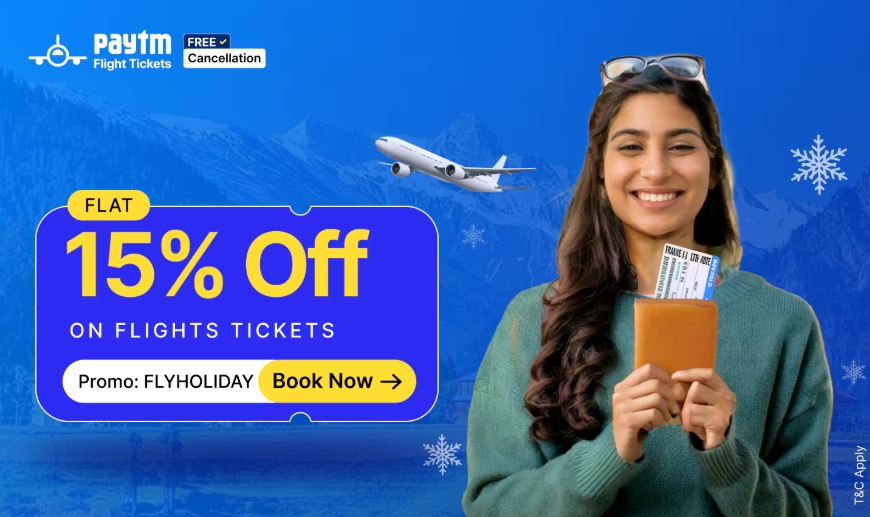 paytm
Flight Tickets
FREE
Cancellation
FLAT
15% Off
ON FLIGHTS TICKETS
Promo: FLYHOLIDAY
Book Now →
T&C Apply